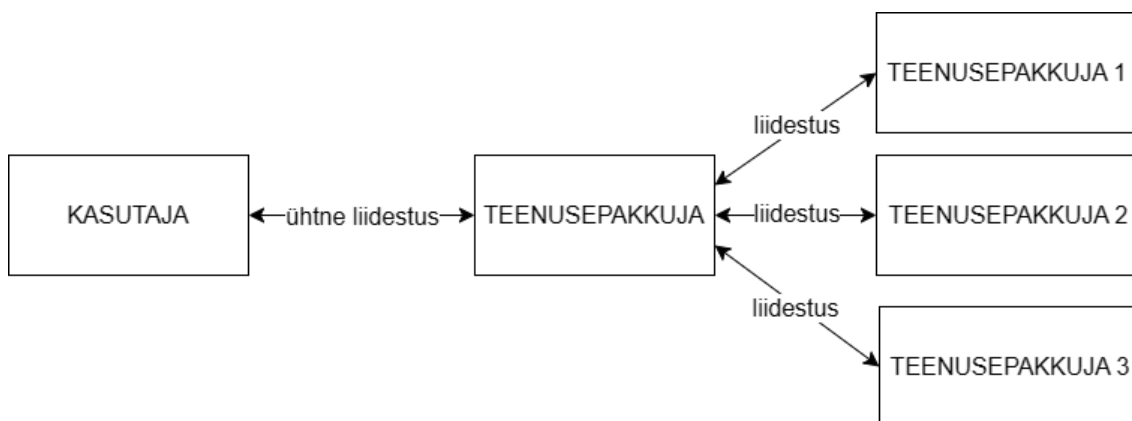 TEENUSEPAKKUJA 1
liidestus
KASUTAJA
ühtne liidestus
TEENUSEPAKKUJA
liidestus
TEENUSEPAKKUJA 2
liidestus
TEENUSEPAKKUJA 3